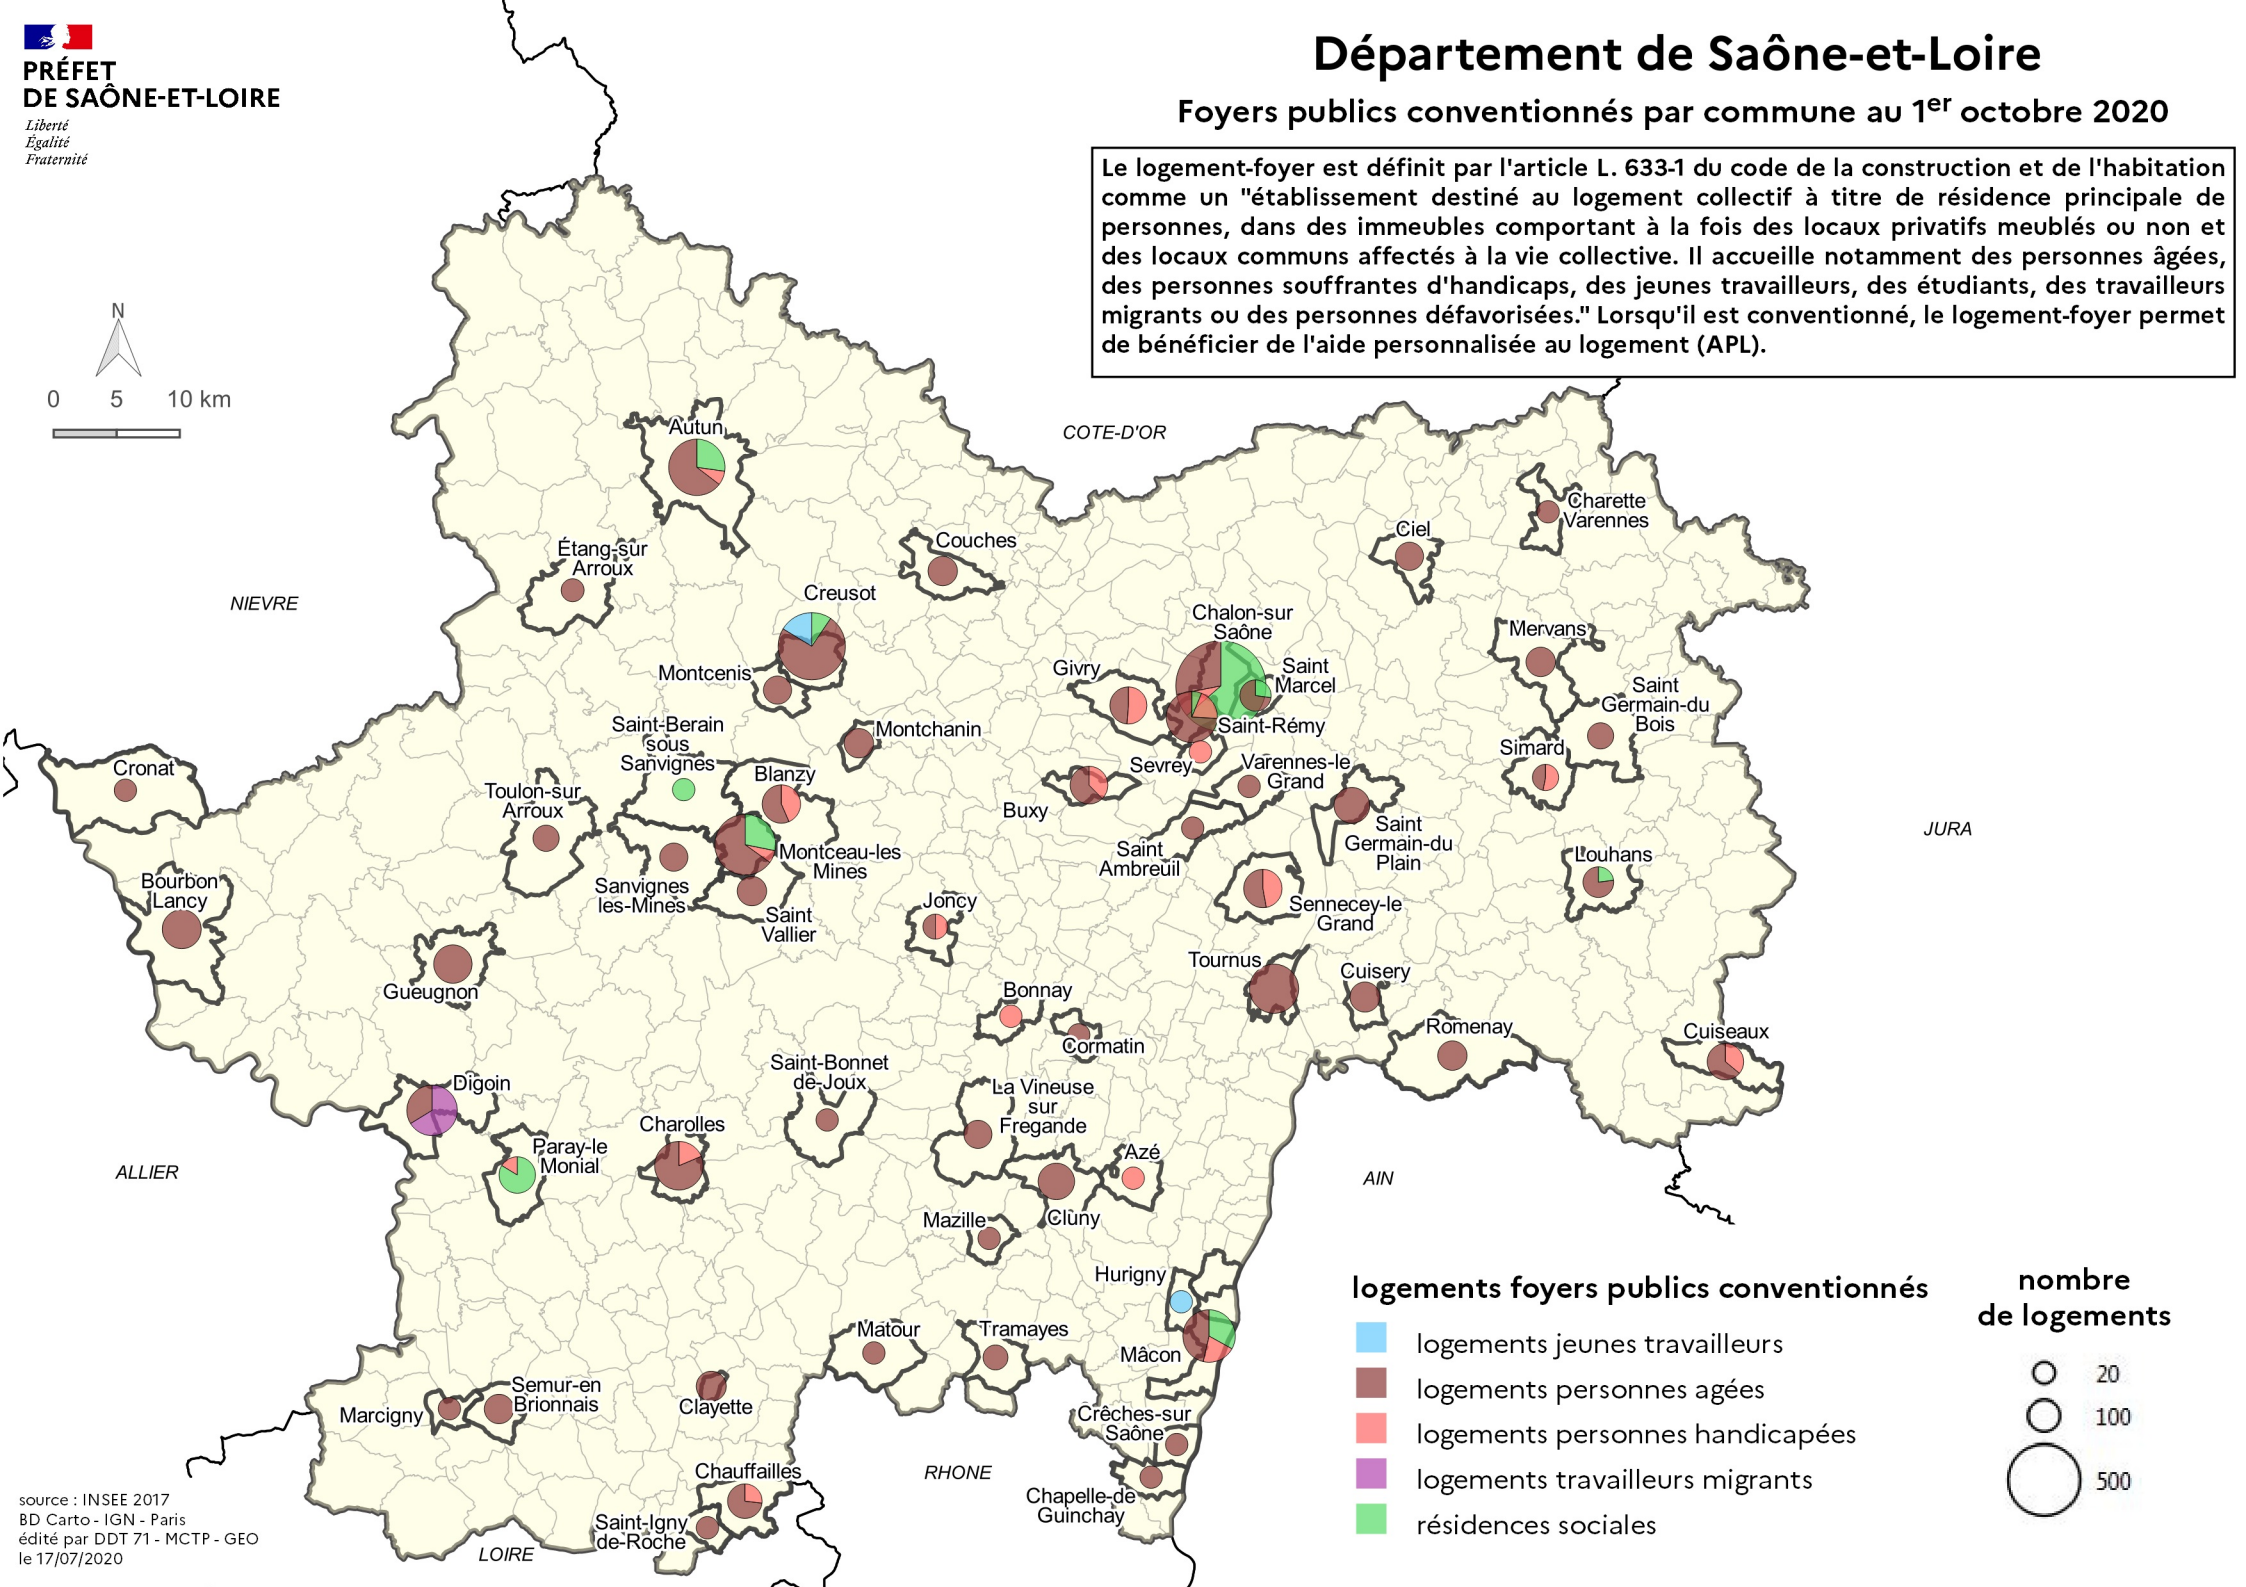 PRÉFET
DE SAÔNE-ET-LOIRE
Liberté
Égalité
Fraternité
Département de Saône-et-Loire
Foyers publics conventionnés par commune au 1er octobre 2020
Le logement-foyer est définit par l'article L. 633-1 du code de la construction et de l'habitation
comme un "établissement destiné au logement collectif à titre de résidence principale de
personnes, dans des immeubles comportant à la fois des locaux privatifs meublés ou non et
des locaux communs affectés à la vie collective. Il accueille notamment des personnes âgées,
des personnes souffrantes d'handicaps, des jeunes travailleurs, des étudiants, des travailleurs
migrants ou des personnes défavorisées." Lorsqu'il est conventionné, le logement-foyer permet
de bénéficier de l'aide personnalisée au logement (APL).
N
0 5 10 km
COTE-D'OR
NIEVRE
JURA
ALLIER
AIN
RHONE
LOIRE
Autun
Étang-sur
Arroux
Couches
Creusot
Montcenis
Montchanin
Charette
Varennes
Ciel
Chalon-sur
Saône
Givry
Saint
Marcel
Saint-Rémy
Sevrey
Mervans
Saint
Germain-du
Bois
Simard
Cronat
Saint-Berain
sous
Sanvignes
Blanzy
Toulon-sur
Arroux
Buxy
Varennes-le
Grand
Saint
Ambreuil
Saint
Germain-du
Plain
Louhans
Montceau-les
Mines
Sanvignes
les-Mines
Saint
Vallier
Bourbon
Lancy
Joncy
Sennecey-le
Grand
Gueugnon
Tournus
Cuisery
Bonnay
Cormatin
Romenay
Cuiseaux
Digoin
Saint-Bonnet
de-Joux
La Vineuse
sur
Fregande
Charolles
Paray-le
Monial
Azé
Cluny
Mazille
Hurigny
Matour
Tramayes
Mâcon
Semur-en
Brionnais
Marcigny
Clayette
Crêches-sur
Saône
Chauffailles
Chapelle-de
Guinchay
Saint-Igny
de-Roche
logements foyers publics conventionnés
logements jeunes travailleurs
logements personnes agées
logements personnes handicapées
logements travailleurs migrants
résidences sociales
nombre
de logements
20
100
500
source : INSEE 2017
BD Carto - IGN - Paris
édité par DDT 71 - MCTP - GEO
le 17/07/2020